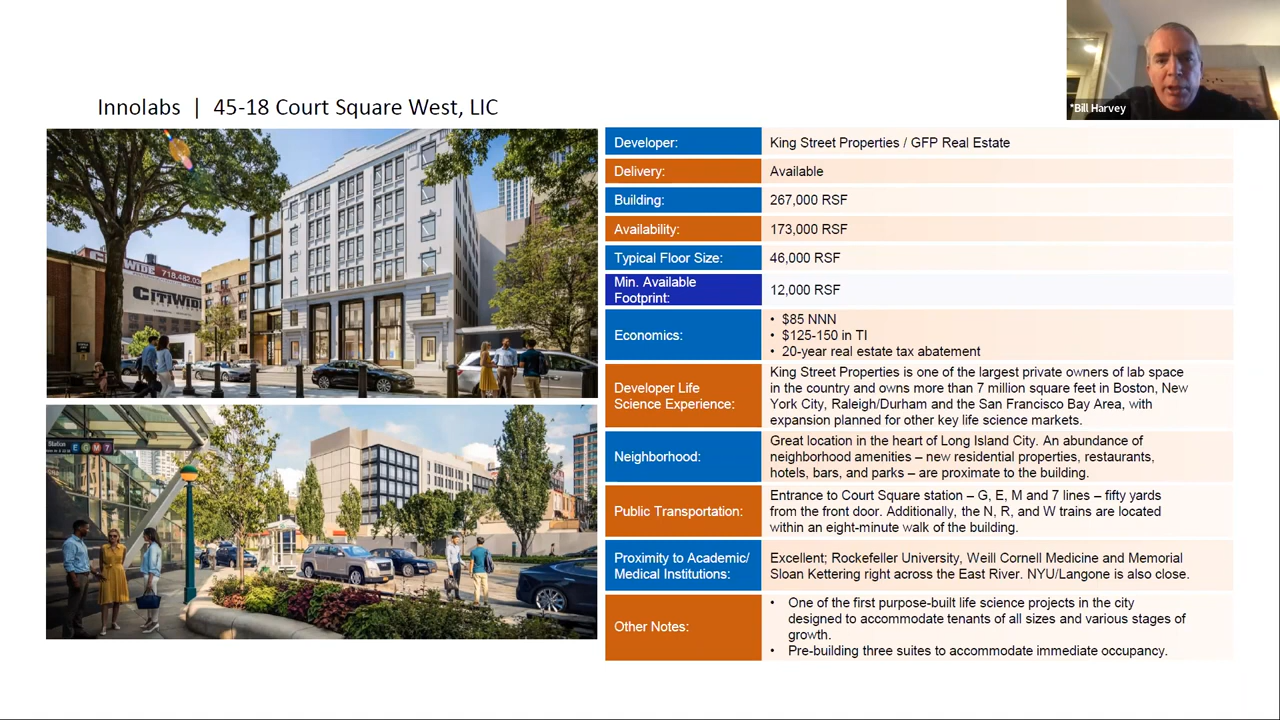 *Bill Harvey
Innolabs | 45-18 Court Square West, LIC
CITIWIDE 718.482.0
CITIWIDE
Station
E G M 7
Developer: King Street Properties / GFP Real Estate
Delivery: Available
Building: 267,000 RSF
Availability: 173,000 RSF
Typical Floor Size: 46,000 RSF
Min. Available
Footprint: 12,000 RSF
Economics:
• $85 NNN
• $125-150 in TI
• 20-year real estate tax abatement
Developer Life
Science Experience:
King Street Properties is one of the largest private owners of lab space
in the country and owns more than 7 million square feet in Boston, New
York City, Raleigh/Durham and the San Francisco Bay Area, with
expansion planned for other key life science markets.
Neighborhood:
Great location in the heart of Long Island City. An abundance of
neighborhood amenities – new residential properties, restaurants,
hotels, bars, and parks – are proximate to the building.
Public Transportation:
Entrance to Court Square station – G, E, M and 7 lines – fifty yards
from the front door. Additionally, the N, R, and W trains are located
within an eight-minute walk of the building.
Proximity to Academic/
Medical Institutions:
Excellent; Rockefeller University, Weill Cornell Medicine and Memorial
Sloan Kettering right across the East River. NYU/Langone is also close.
Other Notes:
• One of the first purpose-built life science projects in the city
designed to accommodate tenants of all sizes and various stages of
growth.
• Pre-building three suites to accommodate immediate occupancy.